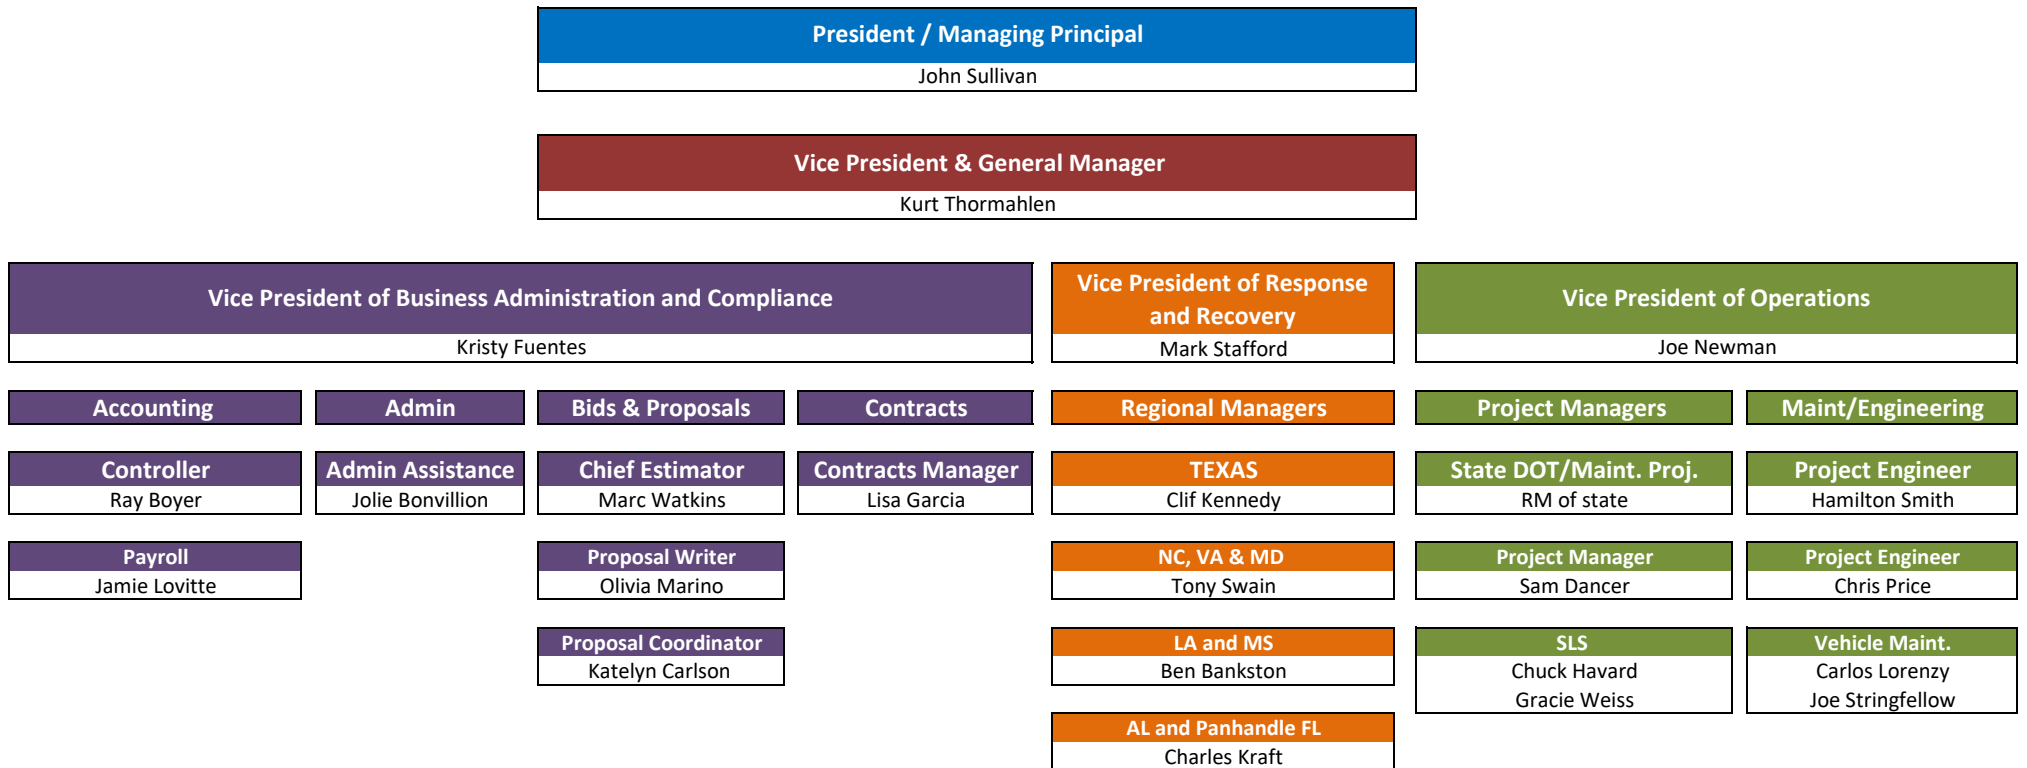 President / Managing Principal
John Sullivan
Vice President & General Manager
Kurt Thormahlen
Vice President of Business Administration and Compliance
Kristy Fuentes
Vice President of Response
and Recovery
Mark Stafford
Vice President of Operations
Joe Newman
Accounting
Admin
Bids & Proposals
Contracts
Regional Managers
Project Managers
Maint/Engineering
Controller
Ray Boyer
Admin Assistance
Jolie Bonvillion
Chief Estimator
Marc Watkins
Contracts Manager
Lisa Garcia
TEXAS
Clif Kennedy
State DOT/Maint. Proj.
RM of state
Project Engineer
Hamilton Smith
Payroll
Jamie Lovitte
Proposal Writer
Olivia Marino
NC, VA & MD
Tony Swain
Project Manager
Sam Dancer
Project Engineer
Chris Price
Proposal Coordinator
Katelyn Carlson
LA and MS
Ben Bankston
SLS
Chuck Havard
Gracie Weiss
Vehicle Maint.
Carlos Lorenzy
Joe Stringfellow
AL and Panhandle FL
Charles Kraft